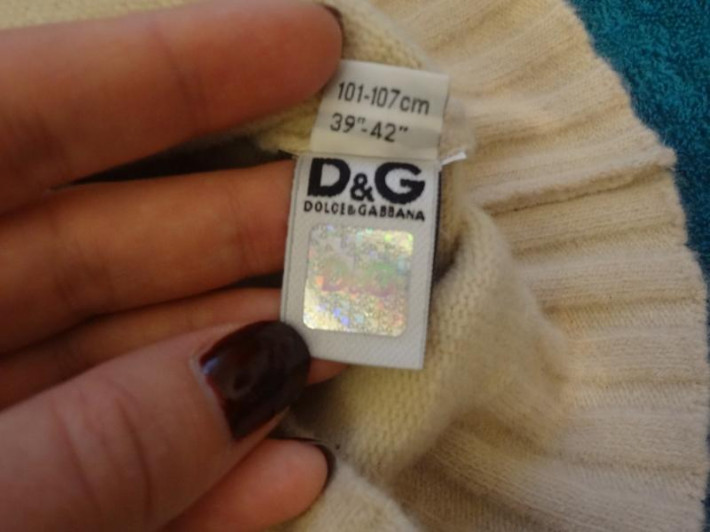 101-107cm
39"-42"
D&G
DOLCE&GABBANA
D&G